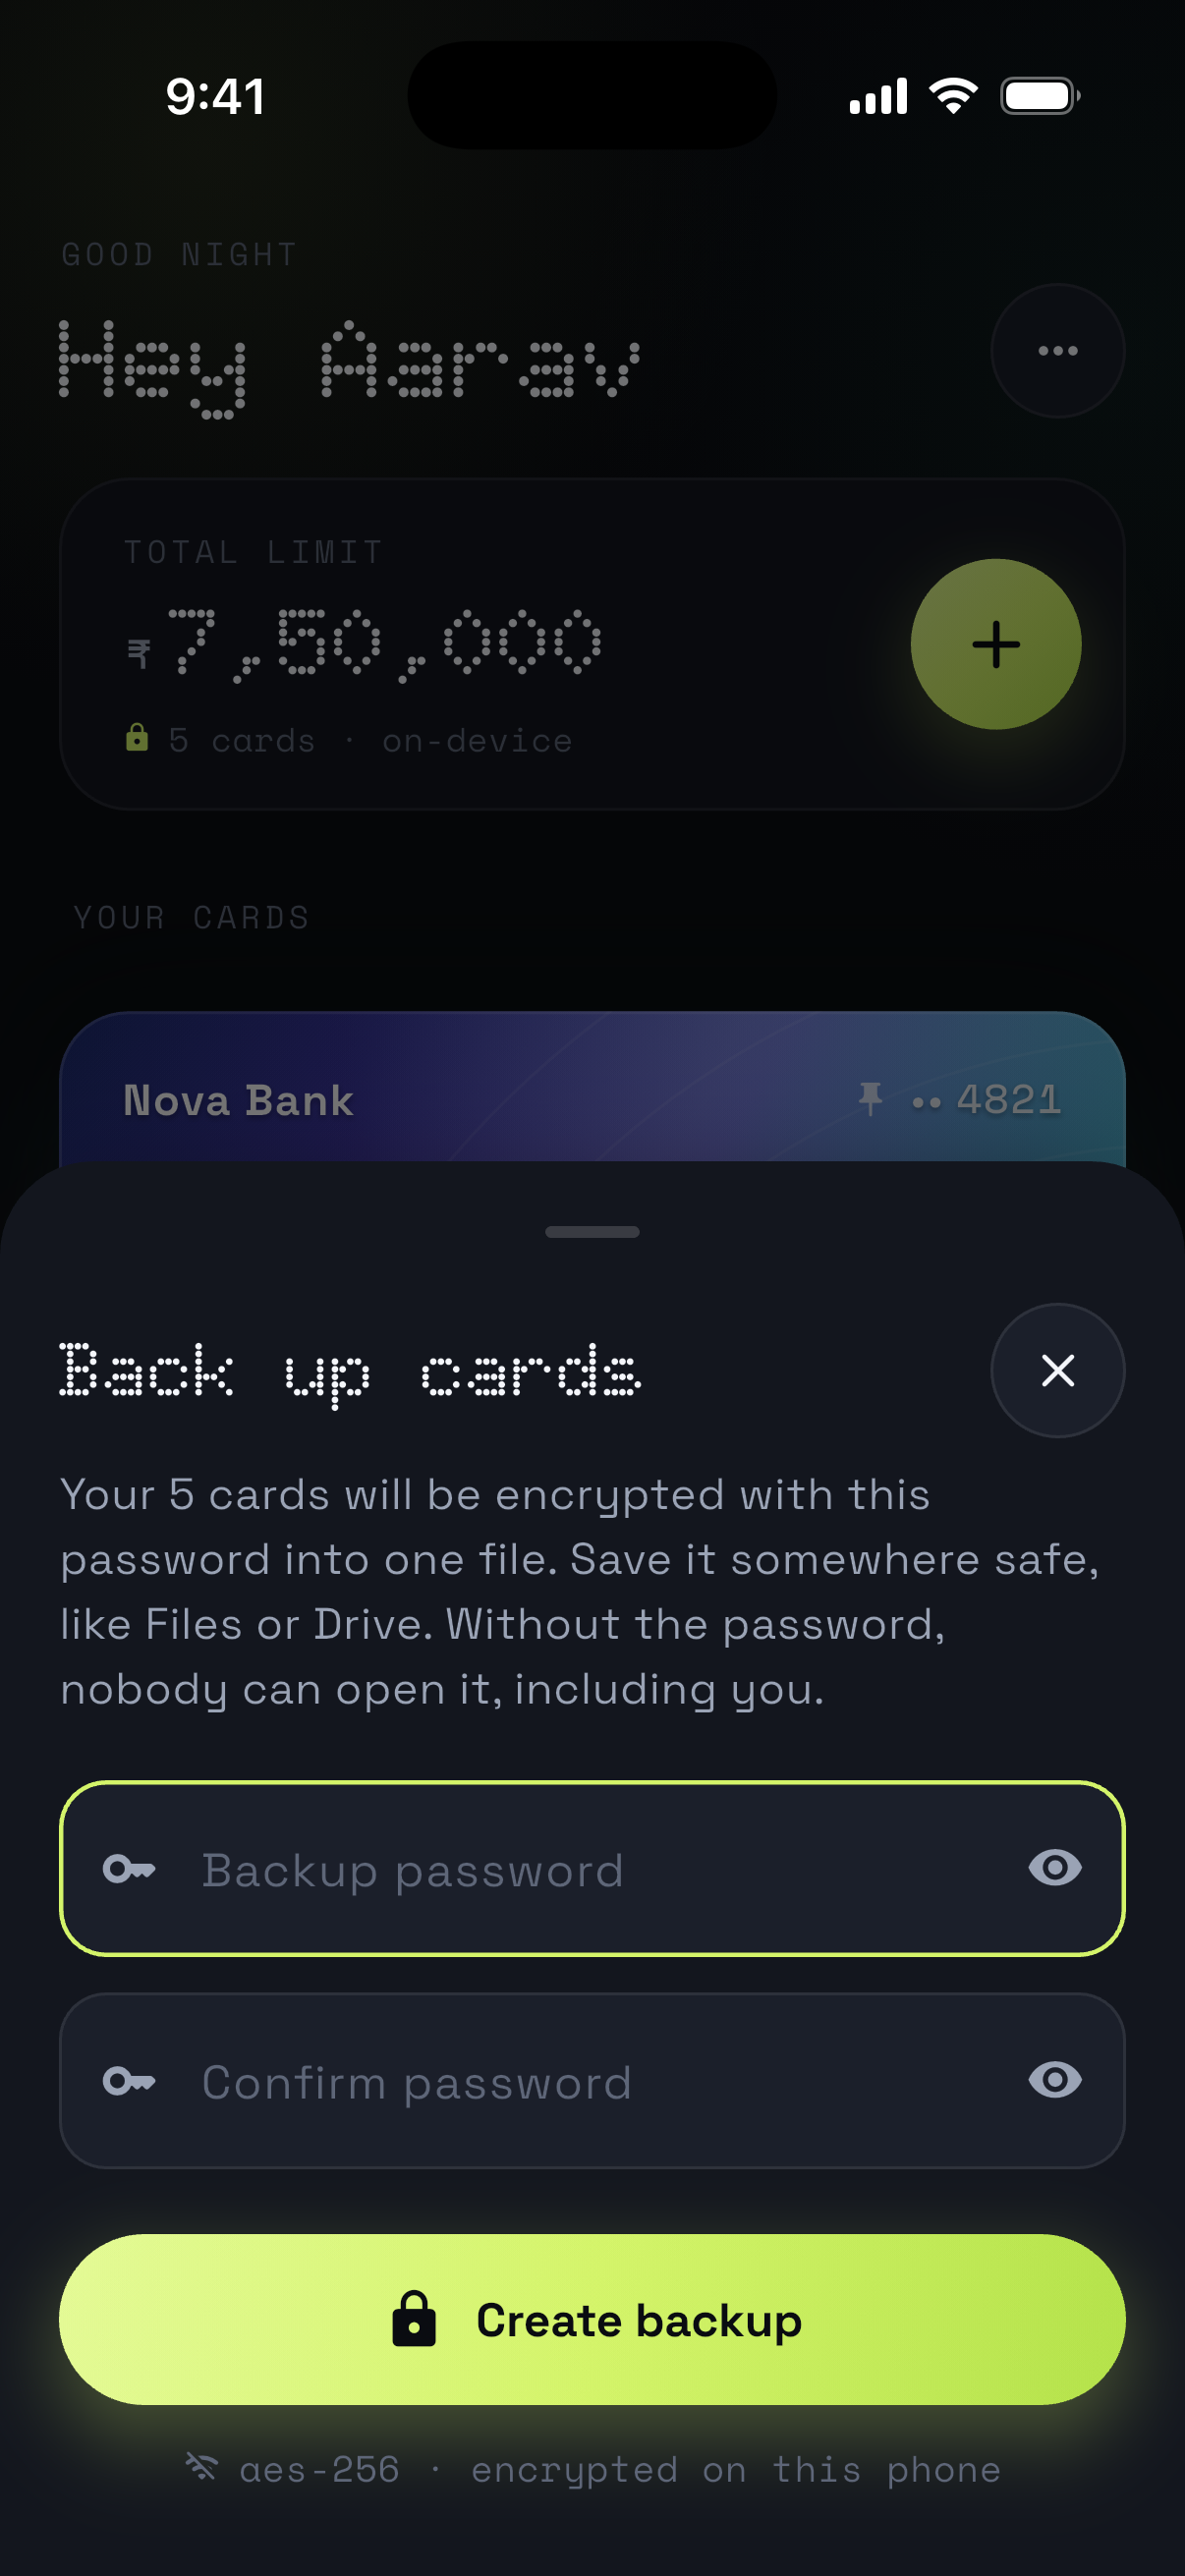 9:41
GOOD NIGHT
Hey Aarav
TOTAL LIMIT
₹7,50,000
5 cards · on-device
YOUR CARDS
Nova Bank
•• 4821
Back up cards
Your 5 cards will be encrypted with this
password into one file. Save it somewhere safe,
like Files or Drive. Without the password,
nobody can open it, including you.
Backup password
Confirm password
Create backup
aes-256 · encrypted on this phone